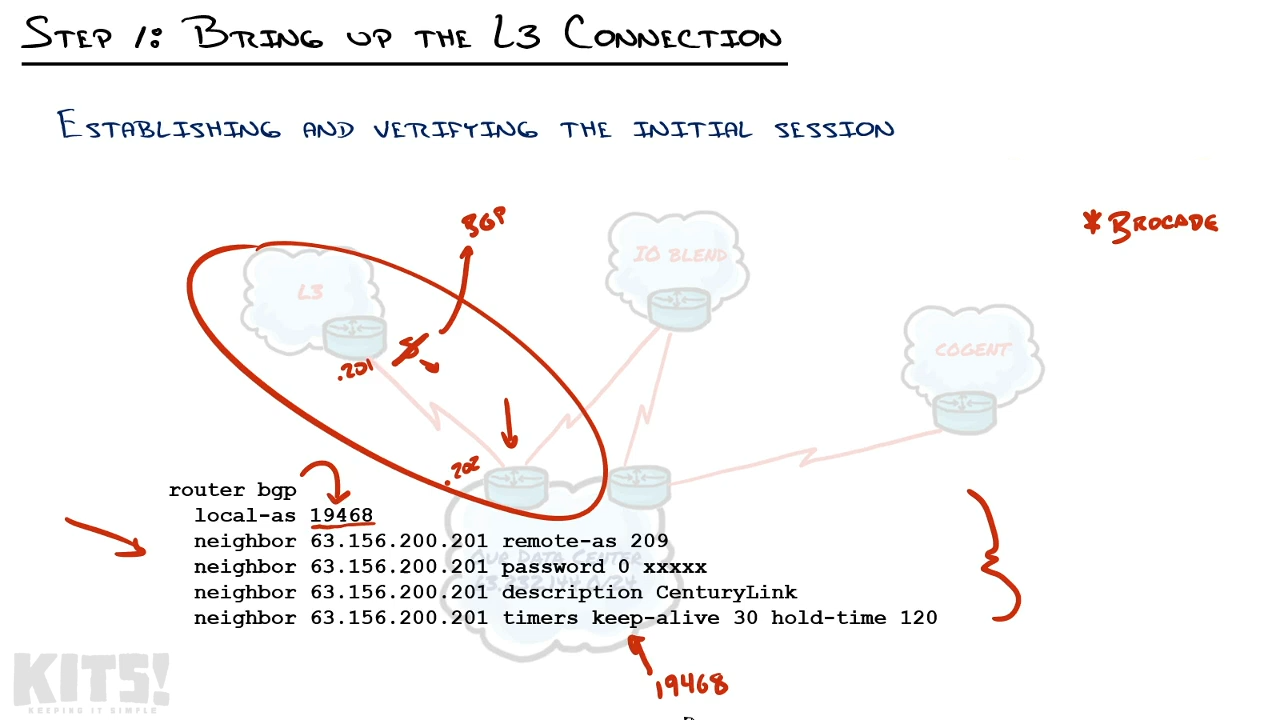 Step 1: Bring up the L3 Connection
Establishing and verifying the initial session
* Brocade
BGP
L3
IO Blend
Cogent
.201
.202
router bgp
local-as 19468
neighbor 63.156.200.201 remote-as 209
neighbor 63.156.200.201 password 0 xxxxx
neighbor 63.156.200.201 description CenturyLink
neighbor 63.156.200.201 timers keep-alive 30 hold-time 120
Our Data Center
19468
KITS!
KEEPING IT SIMPLE